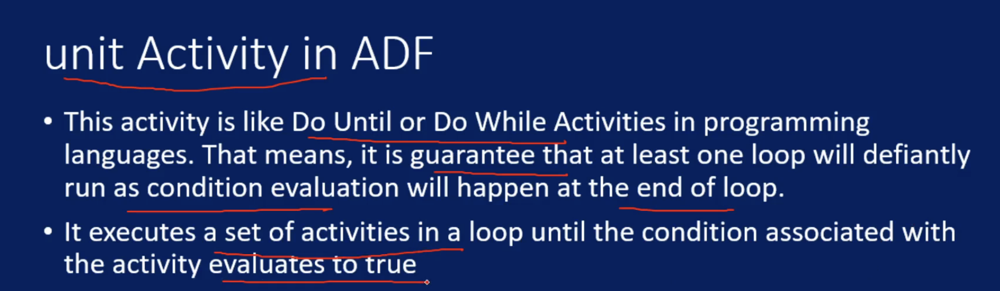 unit Activity in ADF
• This activity is like Do Until or Do While Activities in programming
languages. That means, it is guarantee that at least one loop will defiantly
run as condition evaluation will happen at the end of loop.
• It executes a set of activities in a loop until the condition associated with
the activity evaluates to true